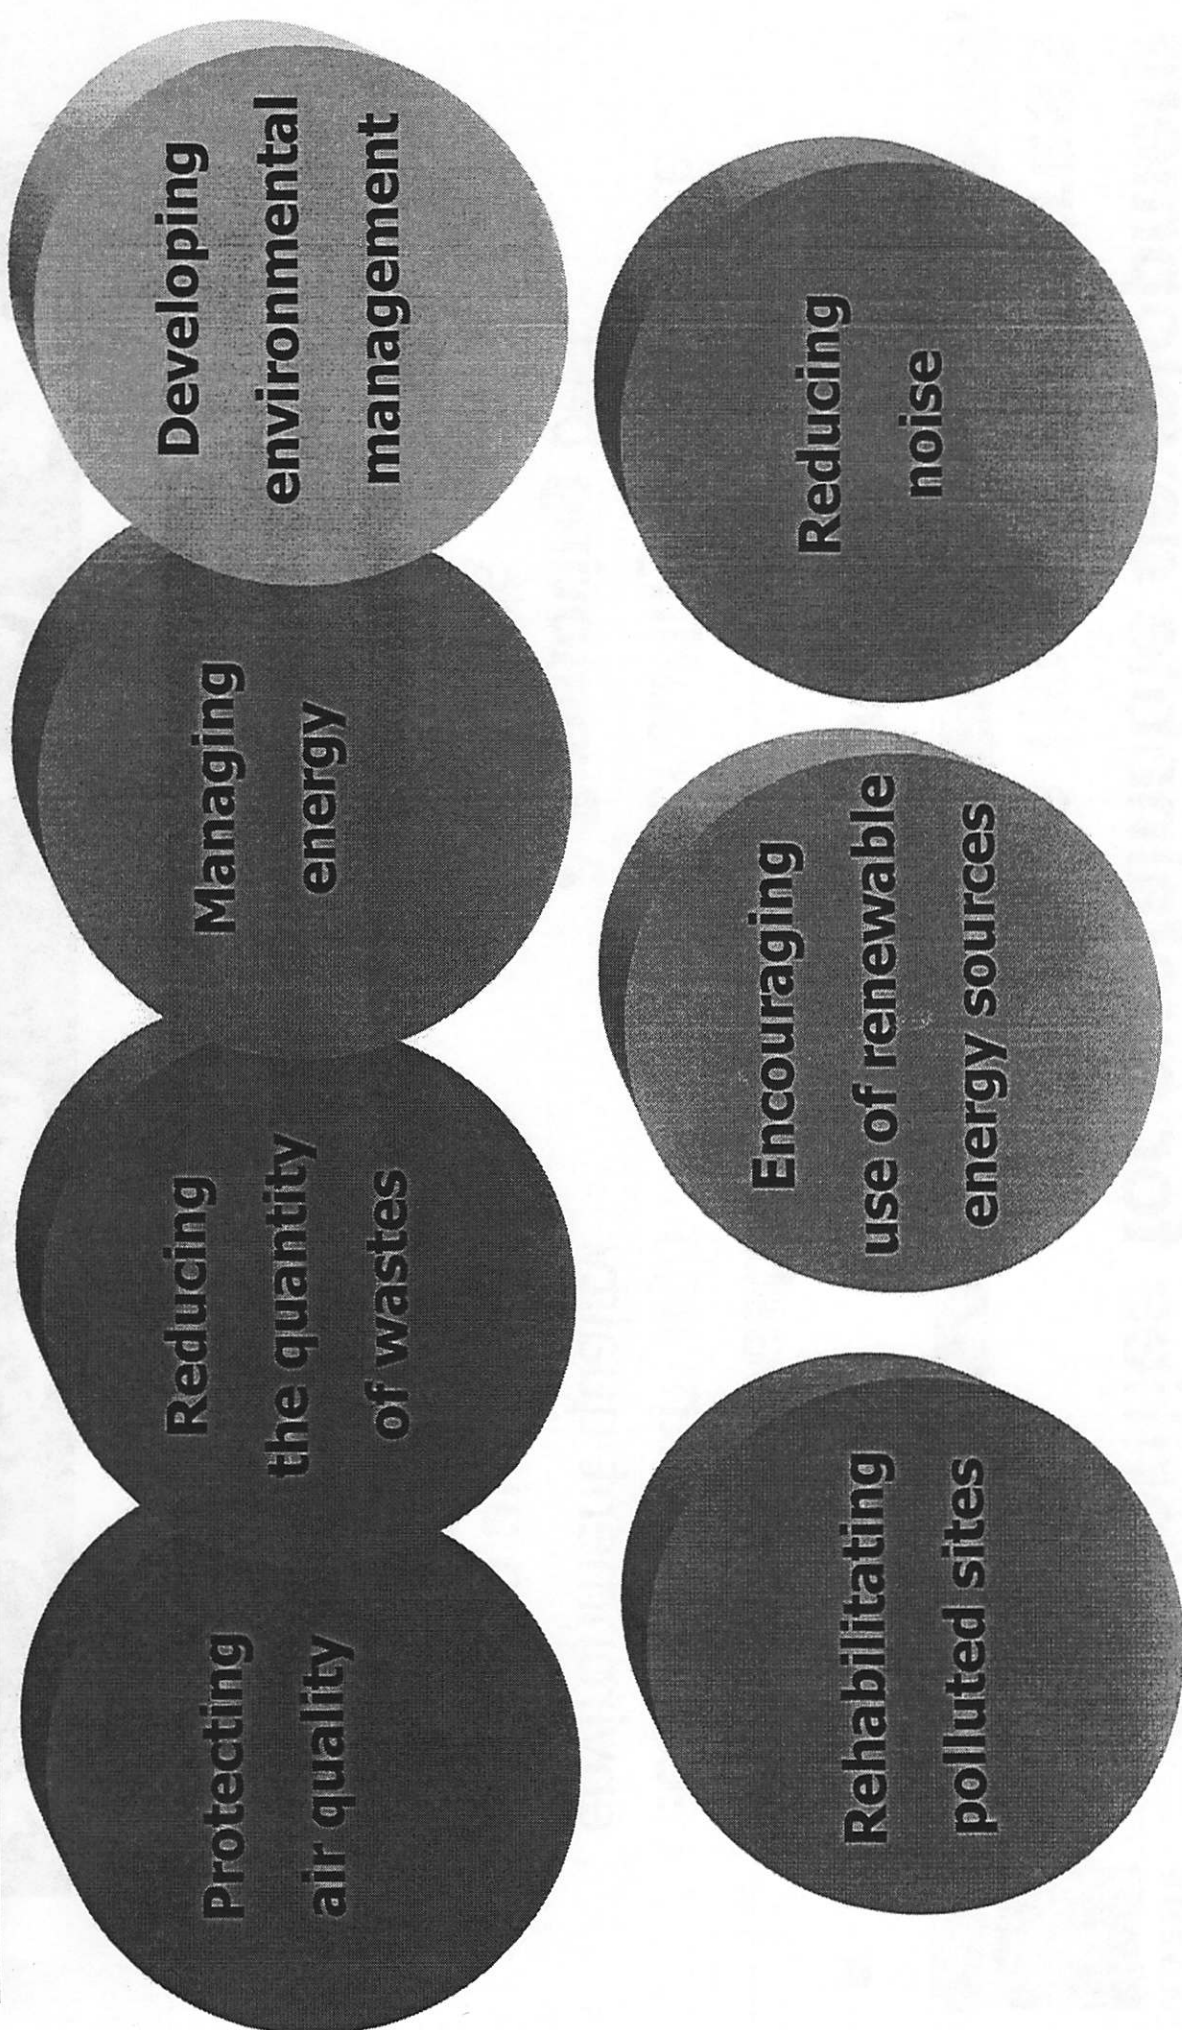 Protecting
air quality
Reducing
the quantity
of wastes
Managing
energy
Developing
environmental
management
Rehabilitating
polluted sites
Encouraging
use of renewable
energy sources
Reducing
noise